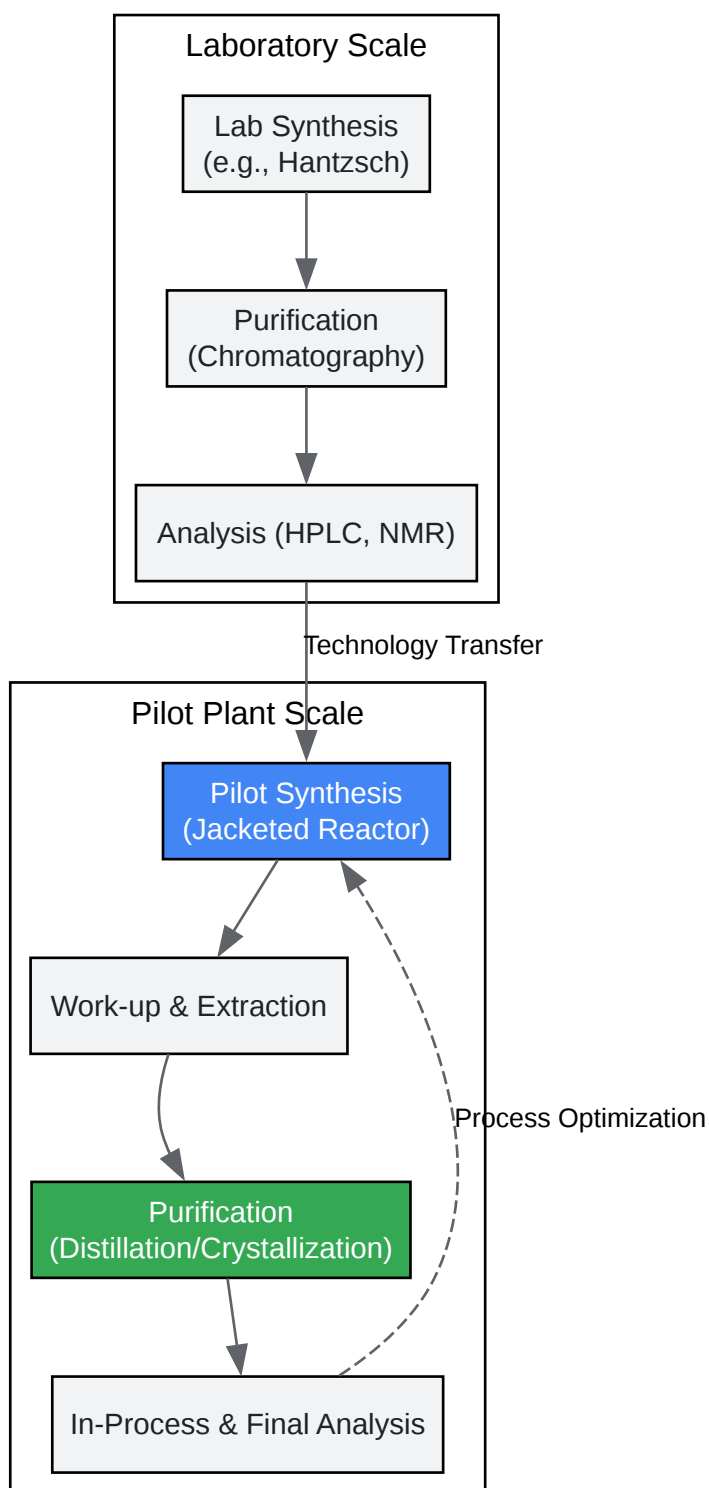 Laboratory Scale
Lab Synthesis
(e.g., Hantzsch)
Purification
(Chromatography)
Analysis (HPLC, NMR)
Technology Transfer
Pilot Plant Scale
Pilot Synthesis
(Jacketed Reactor)
Work-up & Extraction
Process Optimization
Purification
(Distillation/Crystallization)
In-Process & Final Analysis